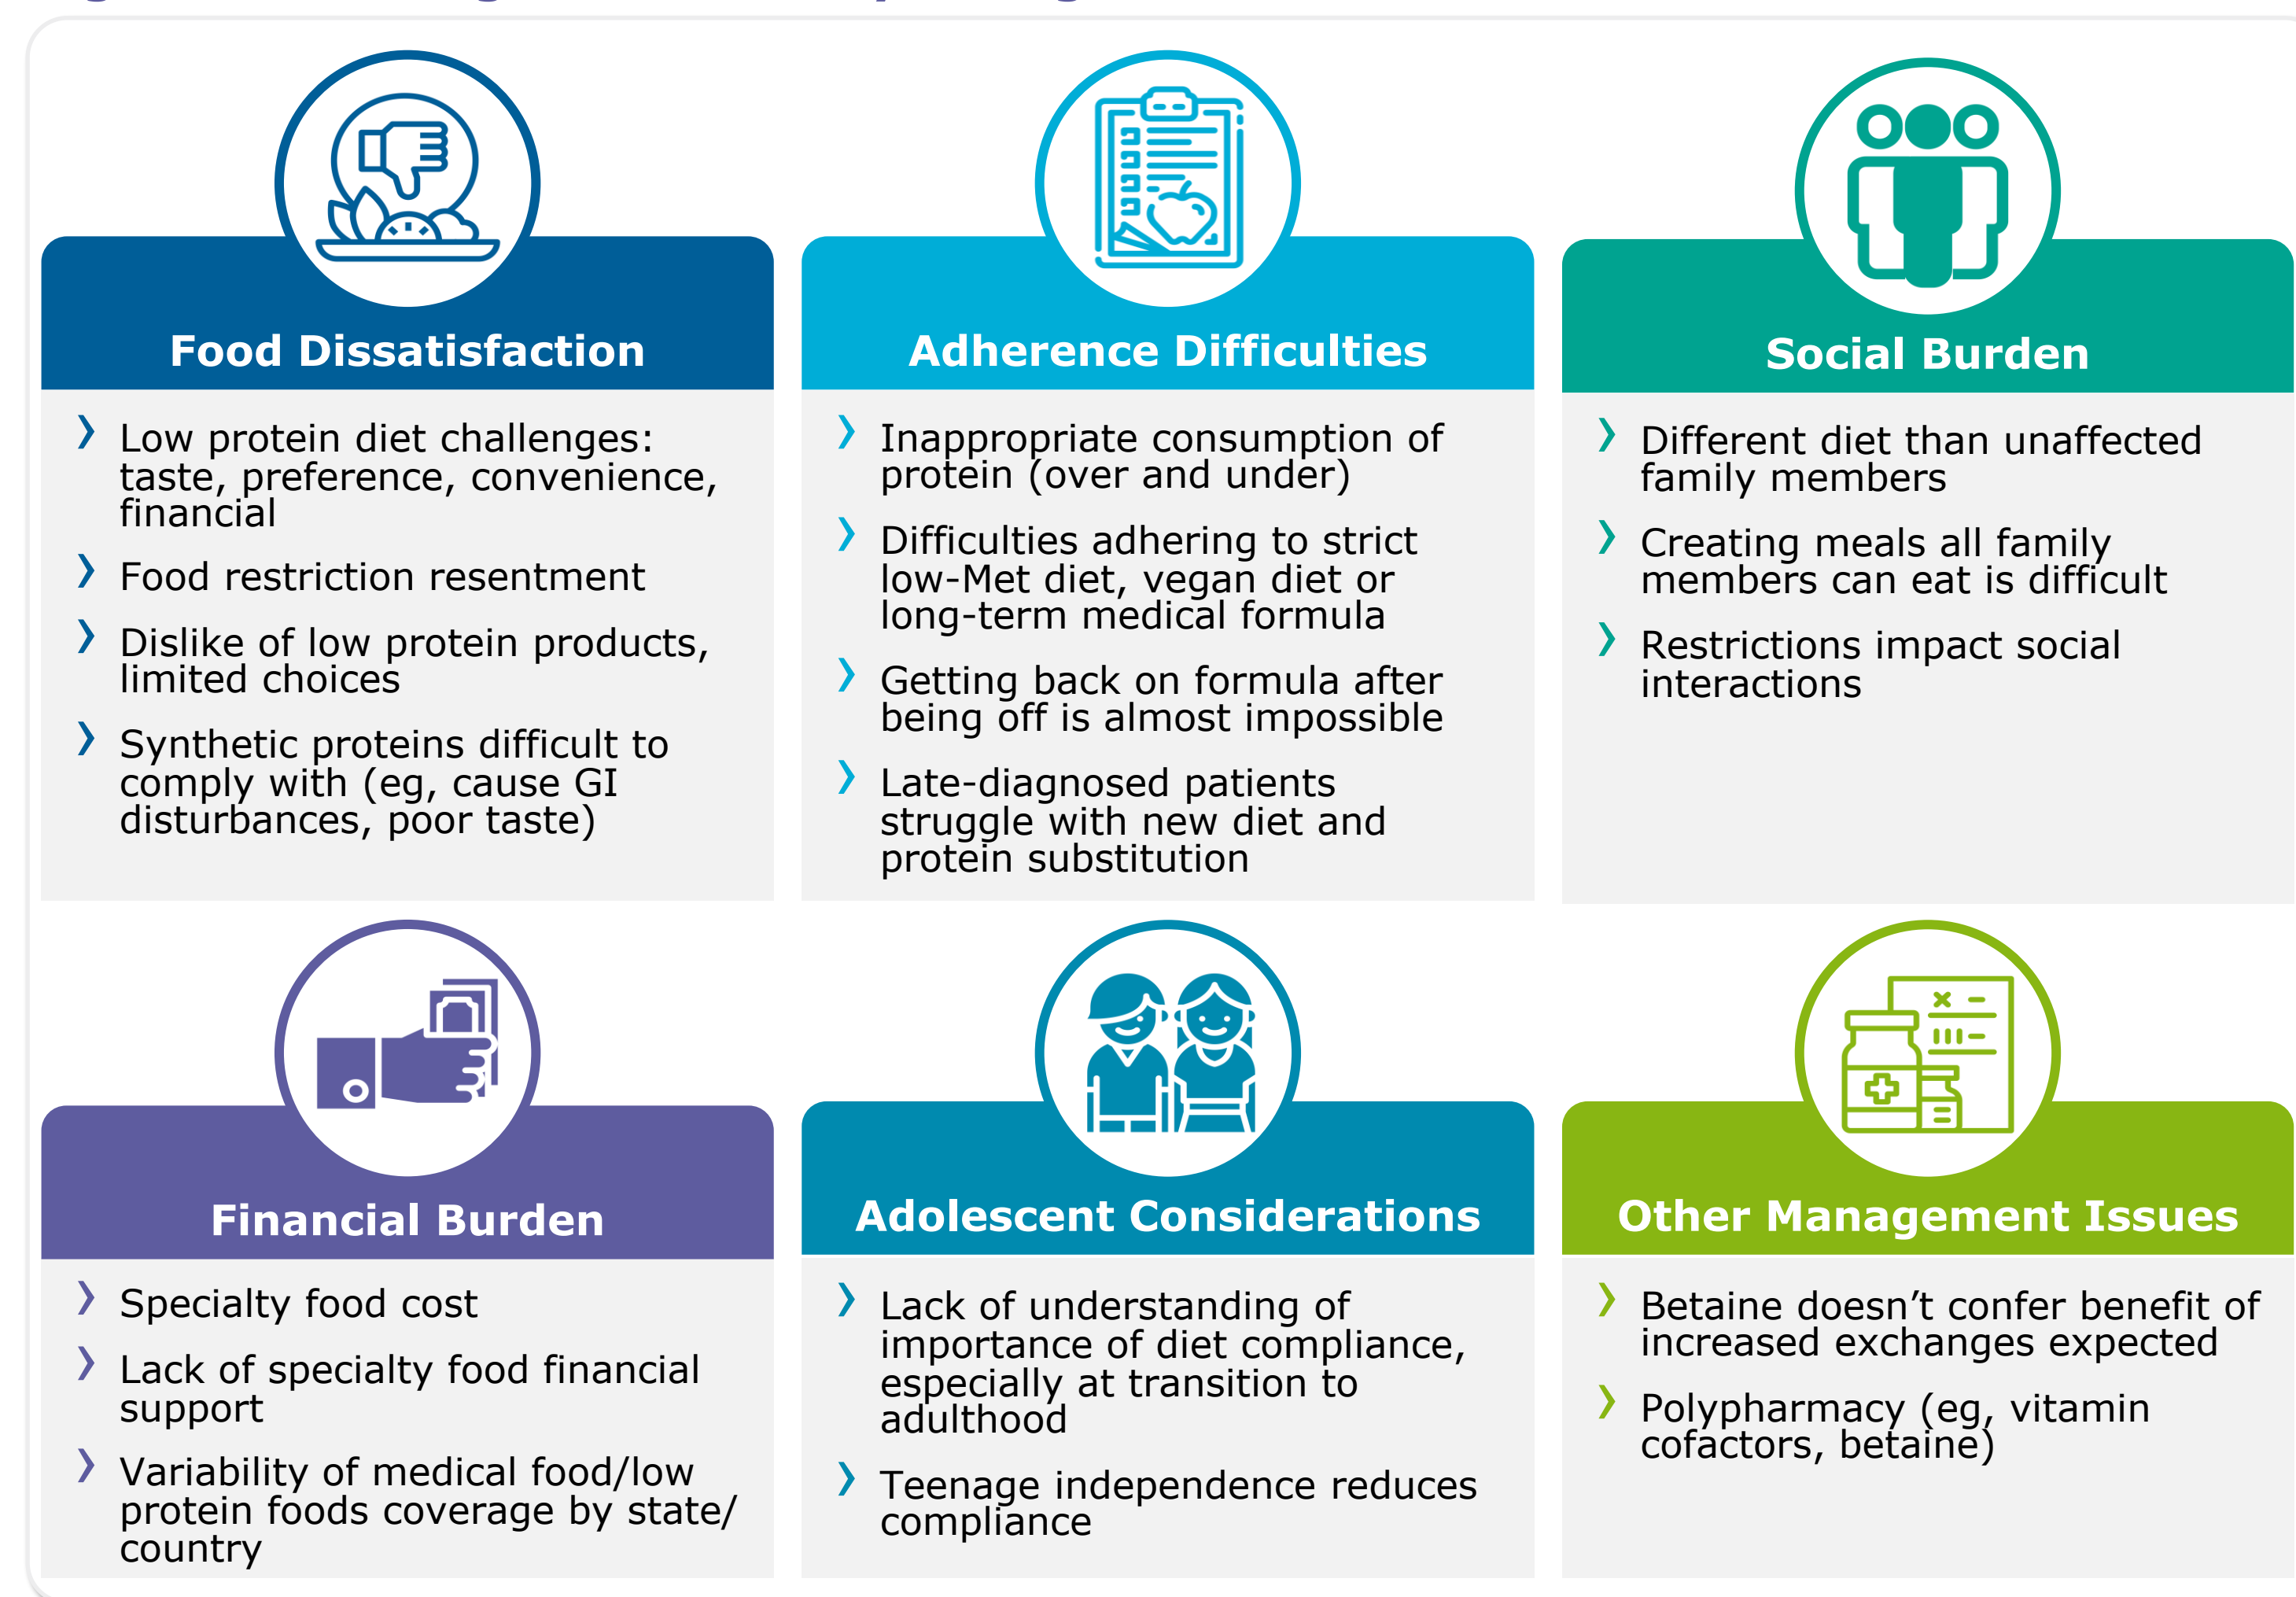 Food Dissatisfaction
› Low protein diet challenges:
taste, preference, convenience,
financial
› Food restriction resentment
› Dislike of low protein products,
limited choices
› Synthetic proteins difficult to
comply with (eg, cause GI
disturbances, poor taste)
Adherence Difficulties
› Inappropriate consumption of
protein (over and under)
› Difficulties adhering to strict
low-Met diet, vegan diet or
long-term medical formula
› Getting back on formula after
being off is almost impossible
› Late-diagnosed patients
struggle with new diet and
protein substitution
Social Burden
› Different diet than unaffected
family members
› Creating meals all family
members can eat is difficult
› Restrictions impact social
interactions
Financial Burden
› Specialty food cost
› Lack of specialty food financial
support
› Variability of medical food/low
protein foods coverage by state/
country
Adolescent Considerations
› Lack of understanding of
importance of diet compliance,
especially at transition to
adulthood
› Teenage independence reduces
compliance
Other Management Issues
› Betaine doesn’t confer benefit of
increased exchanges expected
› Polypharmacy (eg, vitamin
cofactors, betaine)